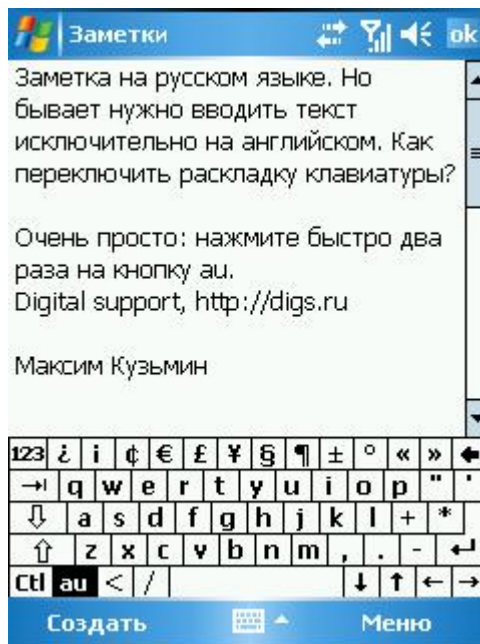 Заметки ok
Заметка на русском языке. Но
бывает нужно вводить текст
исключительно на английском. Как
переключить раскладку клавиатуры?
Очень просто: нажмите быстро два
раза на кнопку au.
Digital support, http://digs.ru
Максим Кузьмин
123 ¿ i ¢ € £ ¥ § ¶ ± ° « »
q w e r t y u i o p " '
a s d f g h j k l + *
z x c v b n m , . -
Ctl au < / ↓ ↑ ← →
Создать Меню